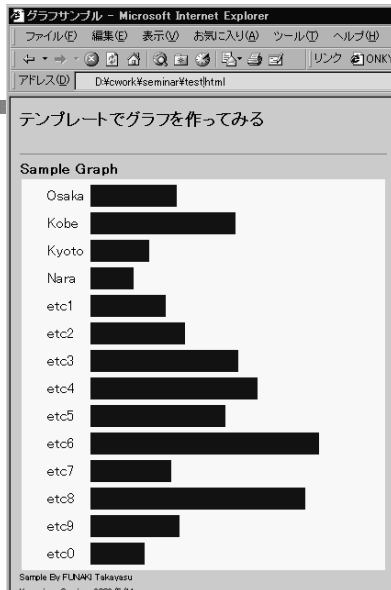 グラフサンプル - Microsoft Internet Explorer
ファイル(F) 編集(E) 表示(V) お気に入り(A) ツール(T) ヘルプ(H)
リンク ONKY
アドレス(D) D:¥cwork¥seminar¥test.html
テンプレートでグラフを作ってみる
Sample Graph
Osaka
Kobe
Kyoto
Nara
etc1
etc2
etc3
etc4
etc5
etc6
etc7
etc8
etc9
etc0
Sample By FUNAKI Takayasu